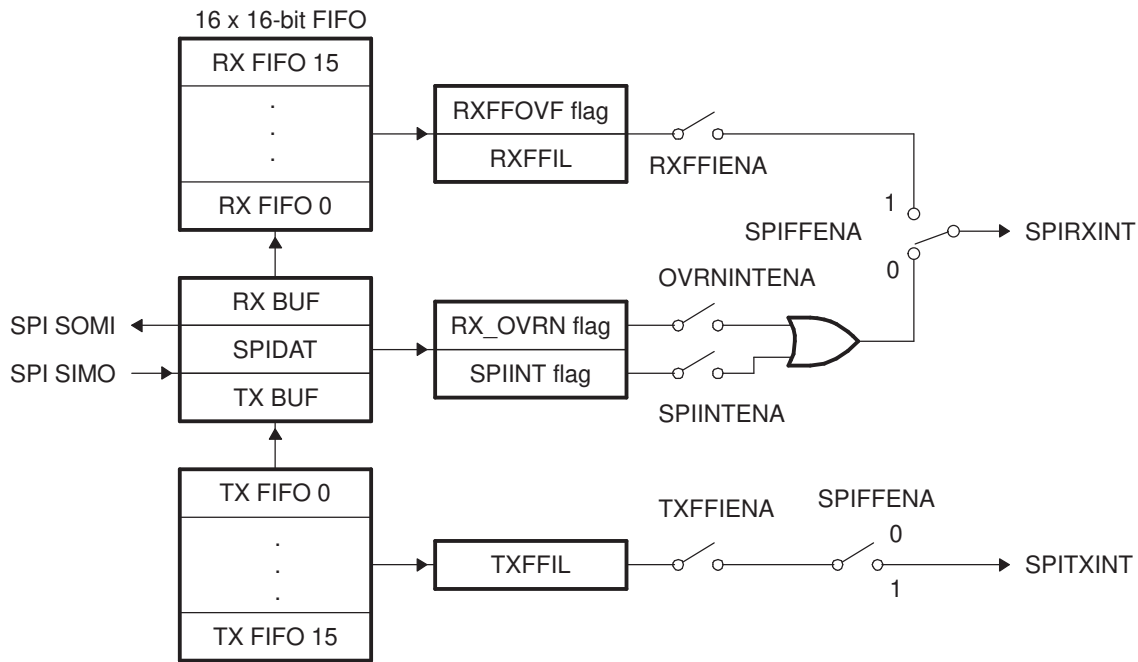 16 x 16-bit FIFO
RX FIFO 15
.
.
.
RX FIFO 0
RXFFOVF flag
RXFFIL
RXFFIENA
1
SPIFFENA
0
SPIRXINT
RX BUF
SPIDAT
TX BUF
SPI SOMI
SPI SIMO
RX_OVRN flag
SPIINT flag
OVRNINTENA
SPIINTENA
TX FIFO 0
.
.
.
TX FIFO 15
TXFFIL
TXFFIENA
SPIFFENA
0
1
SPITXINT